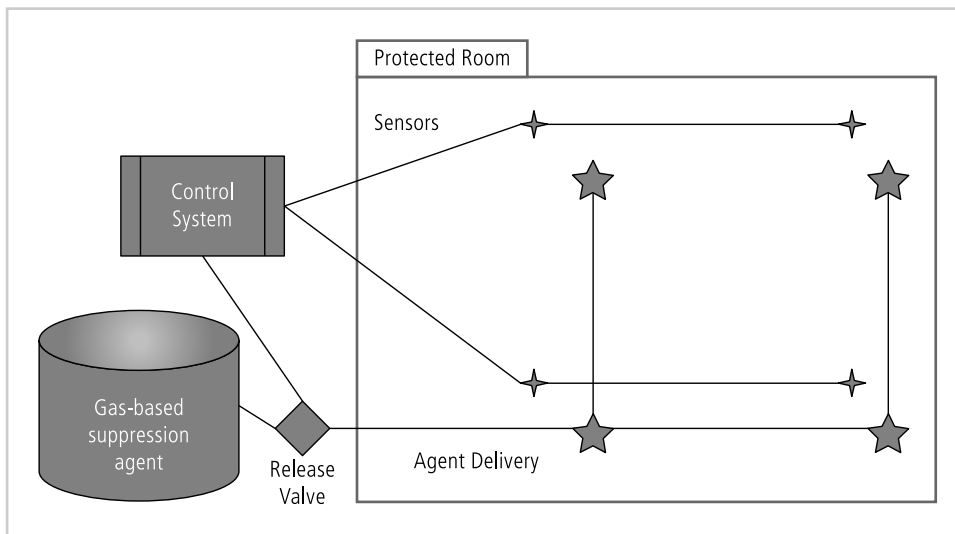 Protected Room
Sensors
Control
System
Gas-based
suppression
agent
Release
Valve
Agent Delivery